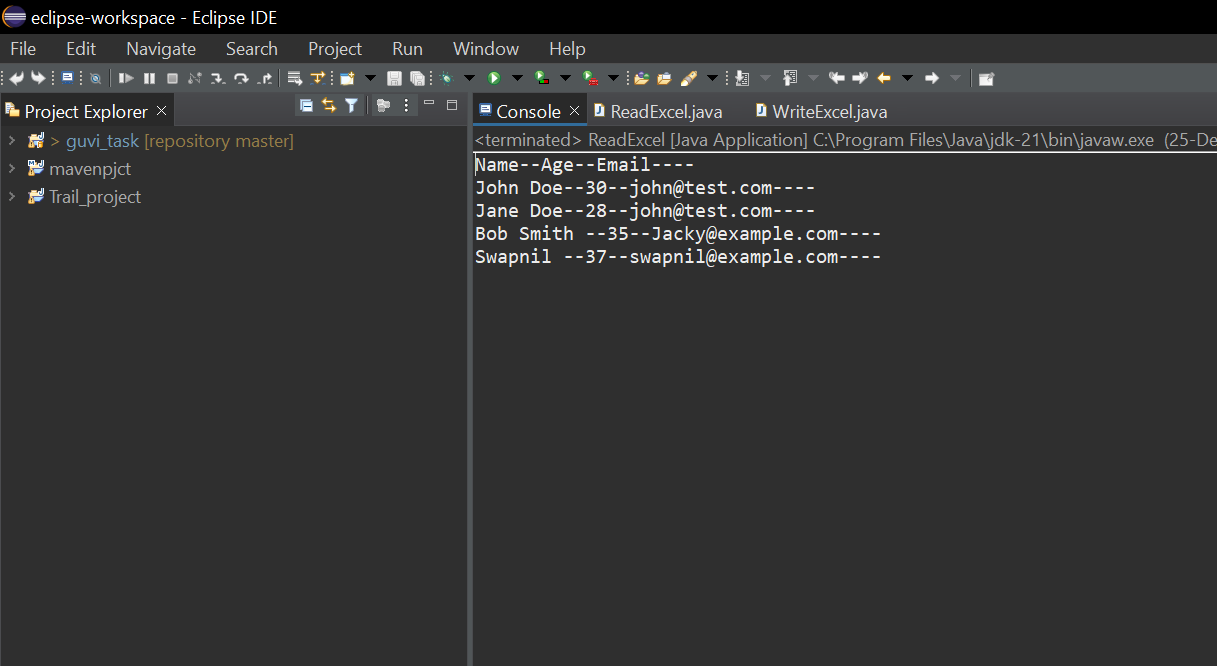 eclipse-workspace - Eclipse IDE
File Edit Navigate Search Project Run Window Help
Project Explorer
> guvi_task [repository master]
mavenpjct
Trail_project
Console ReadExcel.java WriteExcel.java
<terminated> ReadExcel [Java Application] C:\Program Files\Java\jdk-21\bin\javaw.exe (25-De
Name--Age--Email----
John Doe--30--john@test.com----
Jane Doe--28--john@test.com----
Bob Smith --35--Jacky@example.com----
Swapnil --37--swapnil@example.com----